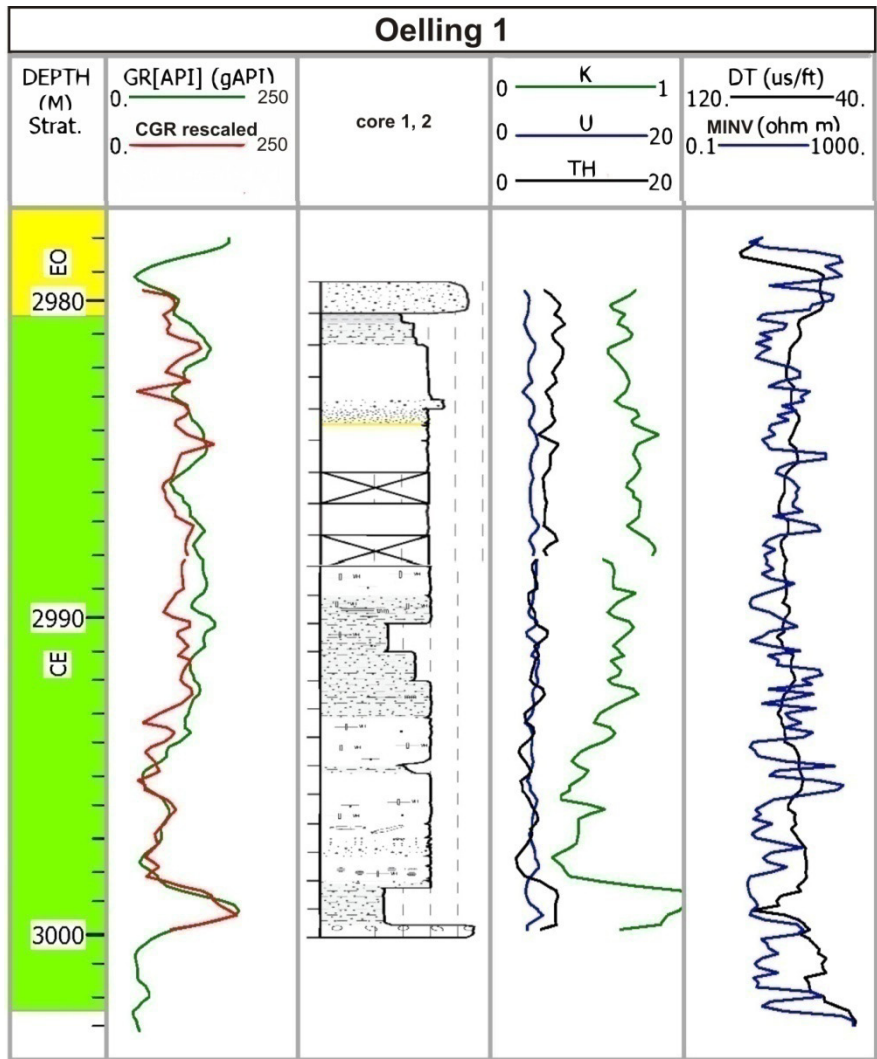 Oelling 1
DEPTH
(M)
Strat.
GR[API] (gAPI)
0. 250
CGR rescaled
0. 250
core 1, 2
K
0 1
U
0 20
TH
0 20
DT (us/ft)
120. 40.
MINV (ohm m)
0.1 1000.
EO
2980
2990
CE
3000